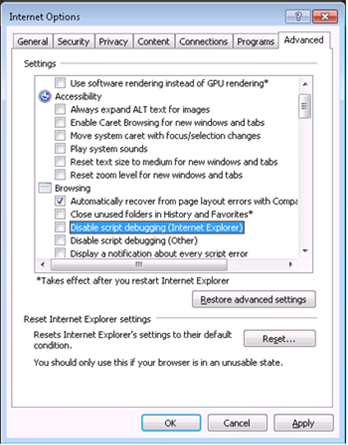 Internet Options
General Security Privacy Content Connections Programs Advanced
Settings
Use software rendering instead of GPU rendering*
Accessibility
Always expand ALT text for images
Enable Caret Browsing for new windows and tabs
Move system caret with focus/selection changes
Play system sounds
Reset text size to medium for new windows and tabs
Reset zoom level for new windows and tabs
Browsing
Automatically recover from page layout errors with Compa
Close unused folders in History and Favorites*
Disable script debugging (Internet Explorer)
Disable script debugging (Other)
Display a notification about every script error
*Takes effect after you restart Internet Explorer
Restore advanced settings
Reset Internet Explorer settings
Resets Internet Explorer's settings to their default
condition.
Reset...
You should only use this if your browser is in an unusable state.
OK Cancel Apply